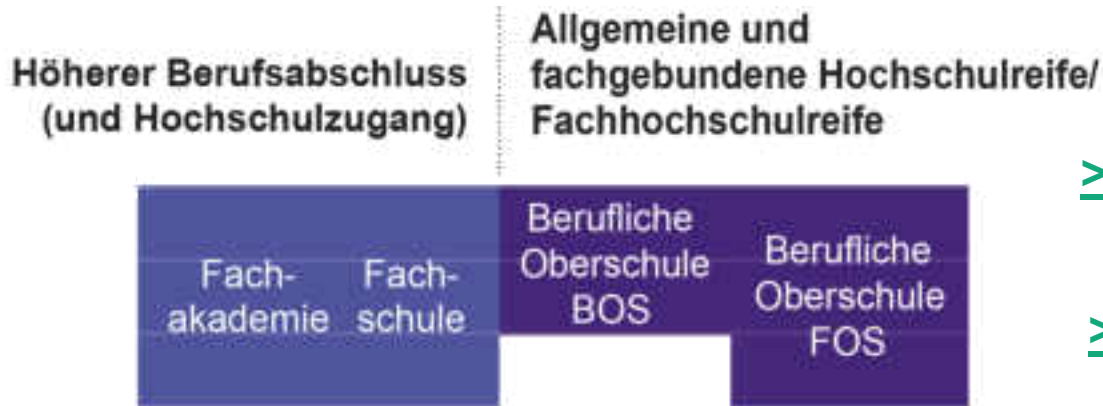 Höherer Berufsabschluss
(und Hochschulzugang)
Allgemeine und
fachgebundene Hochschulreife/
Fachhochschulreife
>
>
Fach-
akademie
Fach-
schule
Berufliche
Oberschule
BOS
Berufliche
Oberschule
FOS